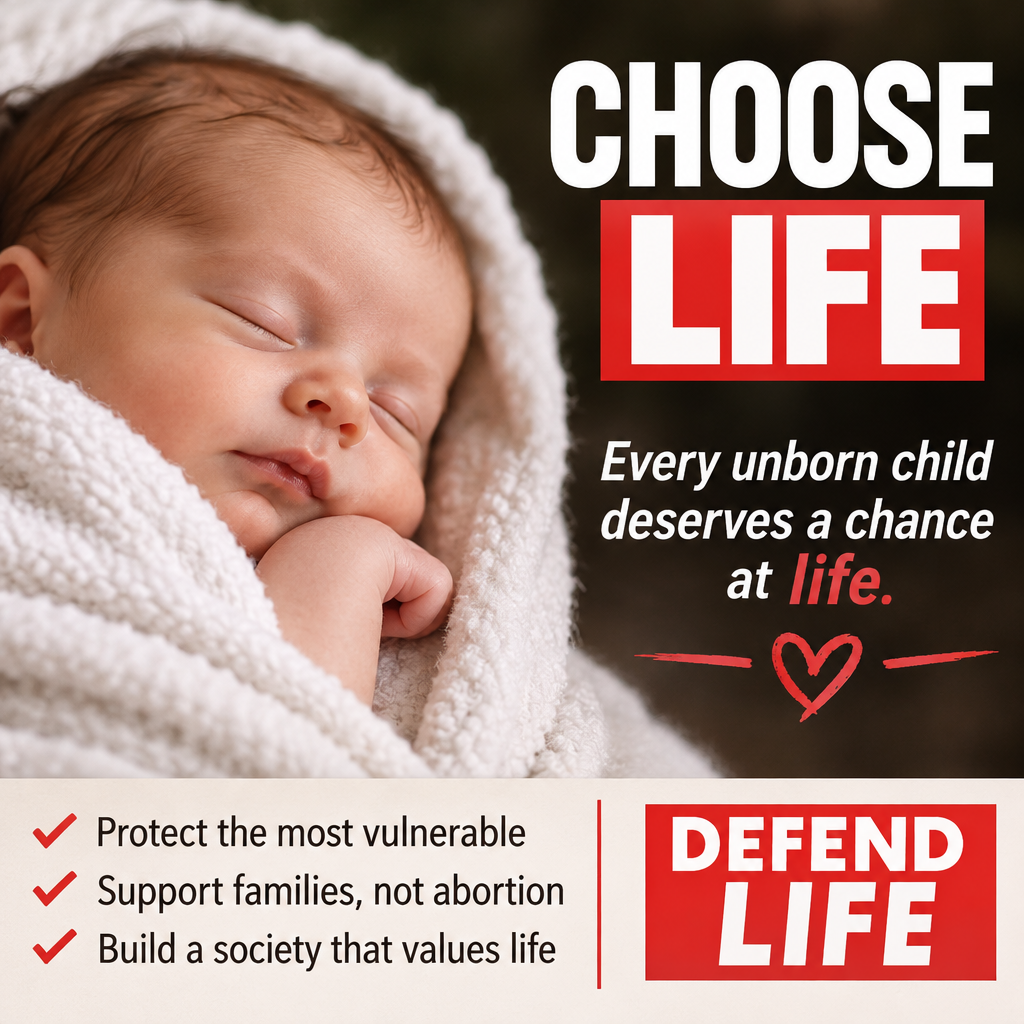 CHOOSE
LIFE
Every unborn child
deserves a chance
at life.
Protect the most vulnerable
Support families, not abortion
Build a society that values life
DEFEND
LIFE